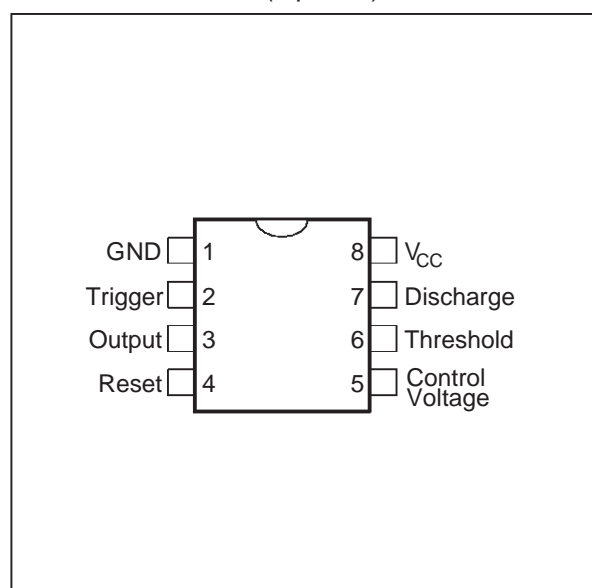 GND 1 8 VCC
Trigger 2 7 Discharge
Output 3 6 Threshold
Reset 4 5 Control
Voltage